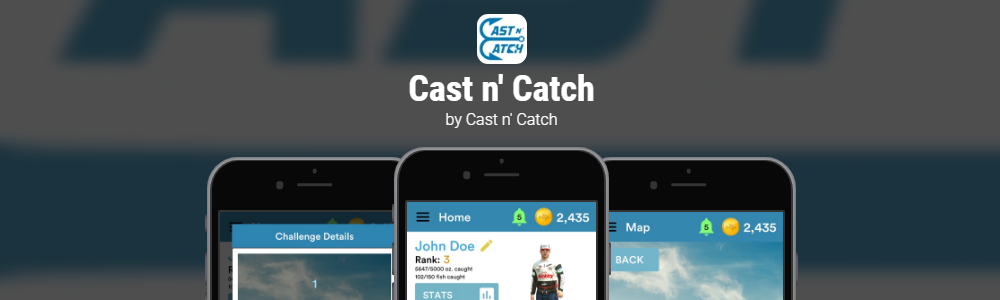 CAST N'
CATCH
Cast n' Catch
by Cast n' Catch
Challenge Details
1
Home
5
2,435
John Doe
Rank: 3
5647/5000 oz. caught
102/150 fish caught
STATS
Map
5
2,435
BACK